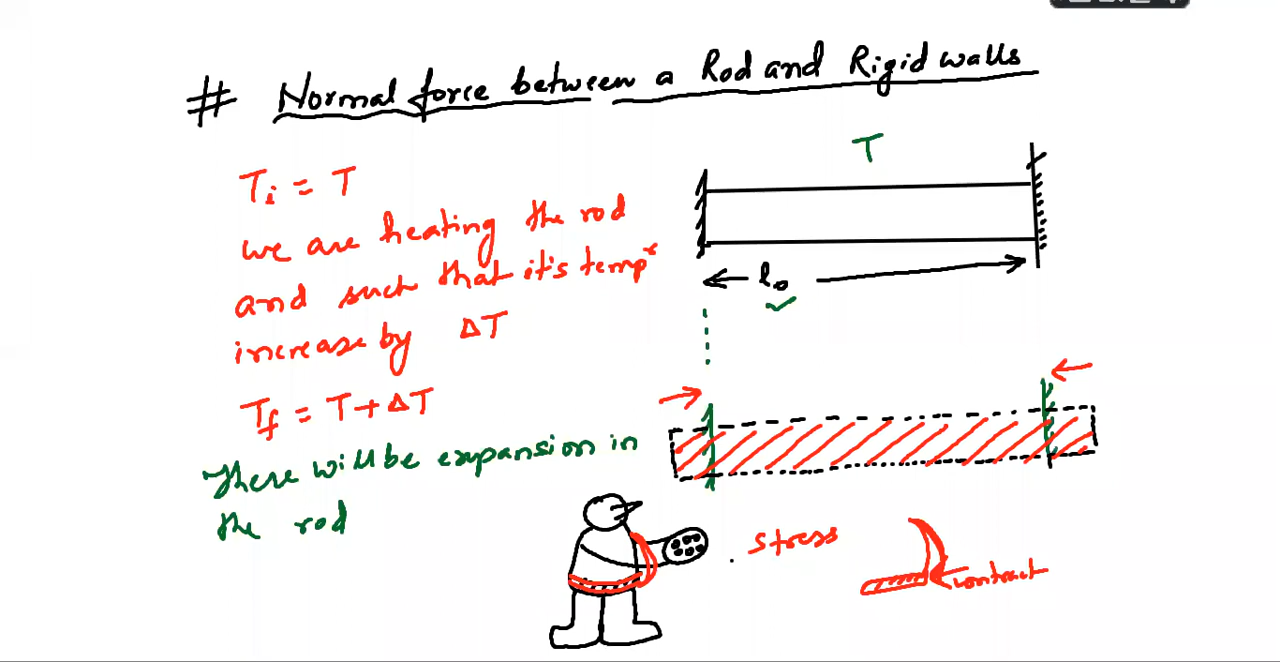 # Normal force between a Rod and Rigid walls
T
Ti = T
we are heating the rod
and such that it's tempr
increase by ΔT
Tf = T+ΔT
There will be expansion in
the rod
l₀
stress
contract